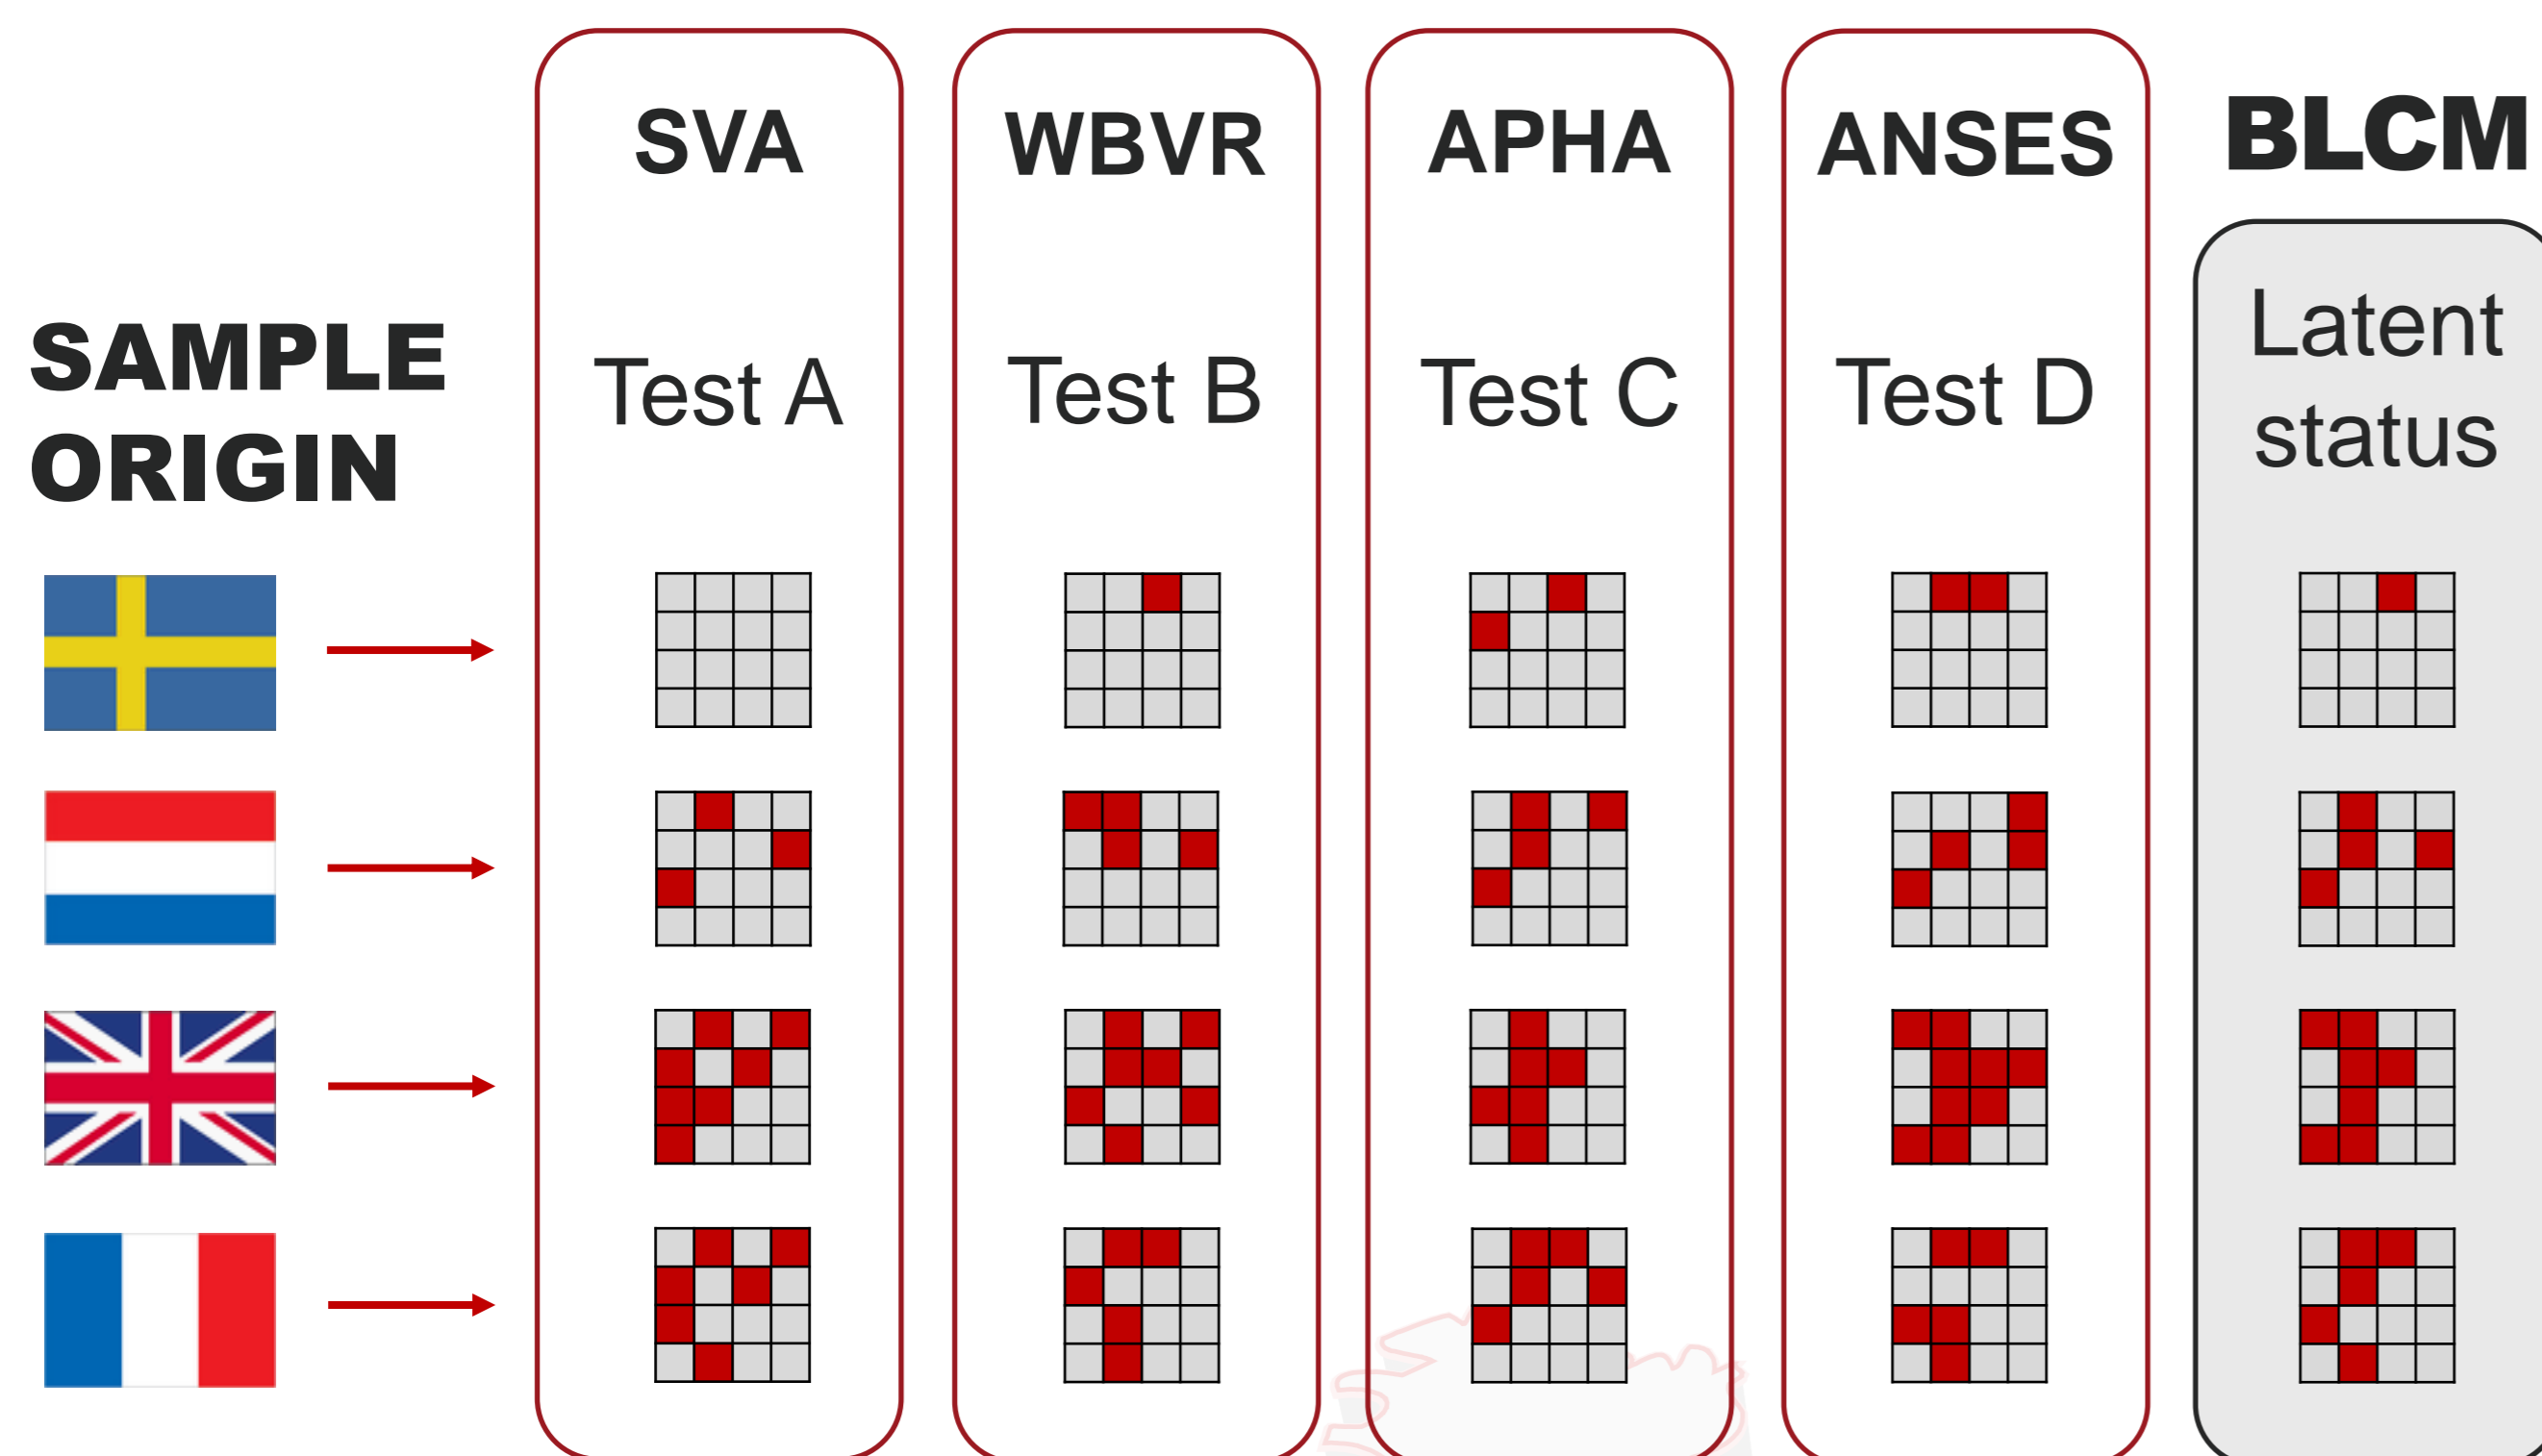 SVA
WBVR
APHA
ANSES
BLCM
SAMPLE
ORIGIN
Test A
Test B
Test C
Test D
Latent
status